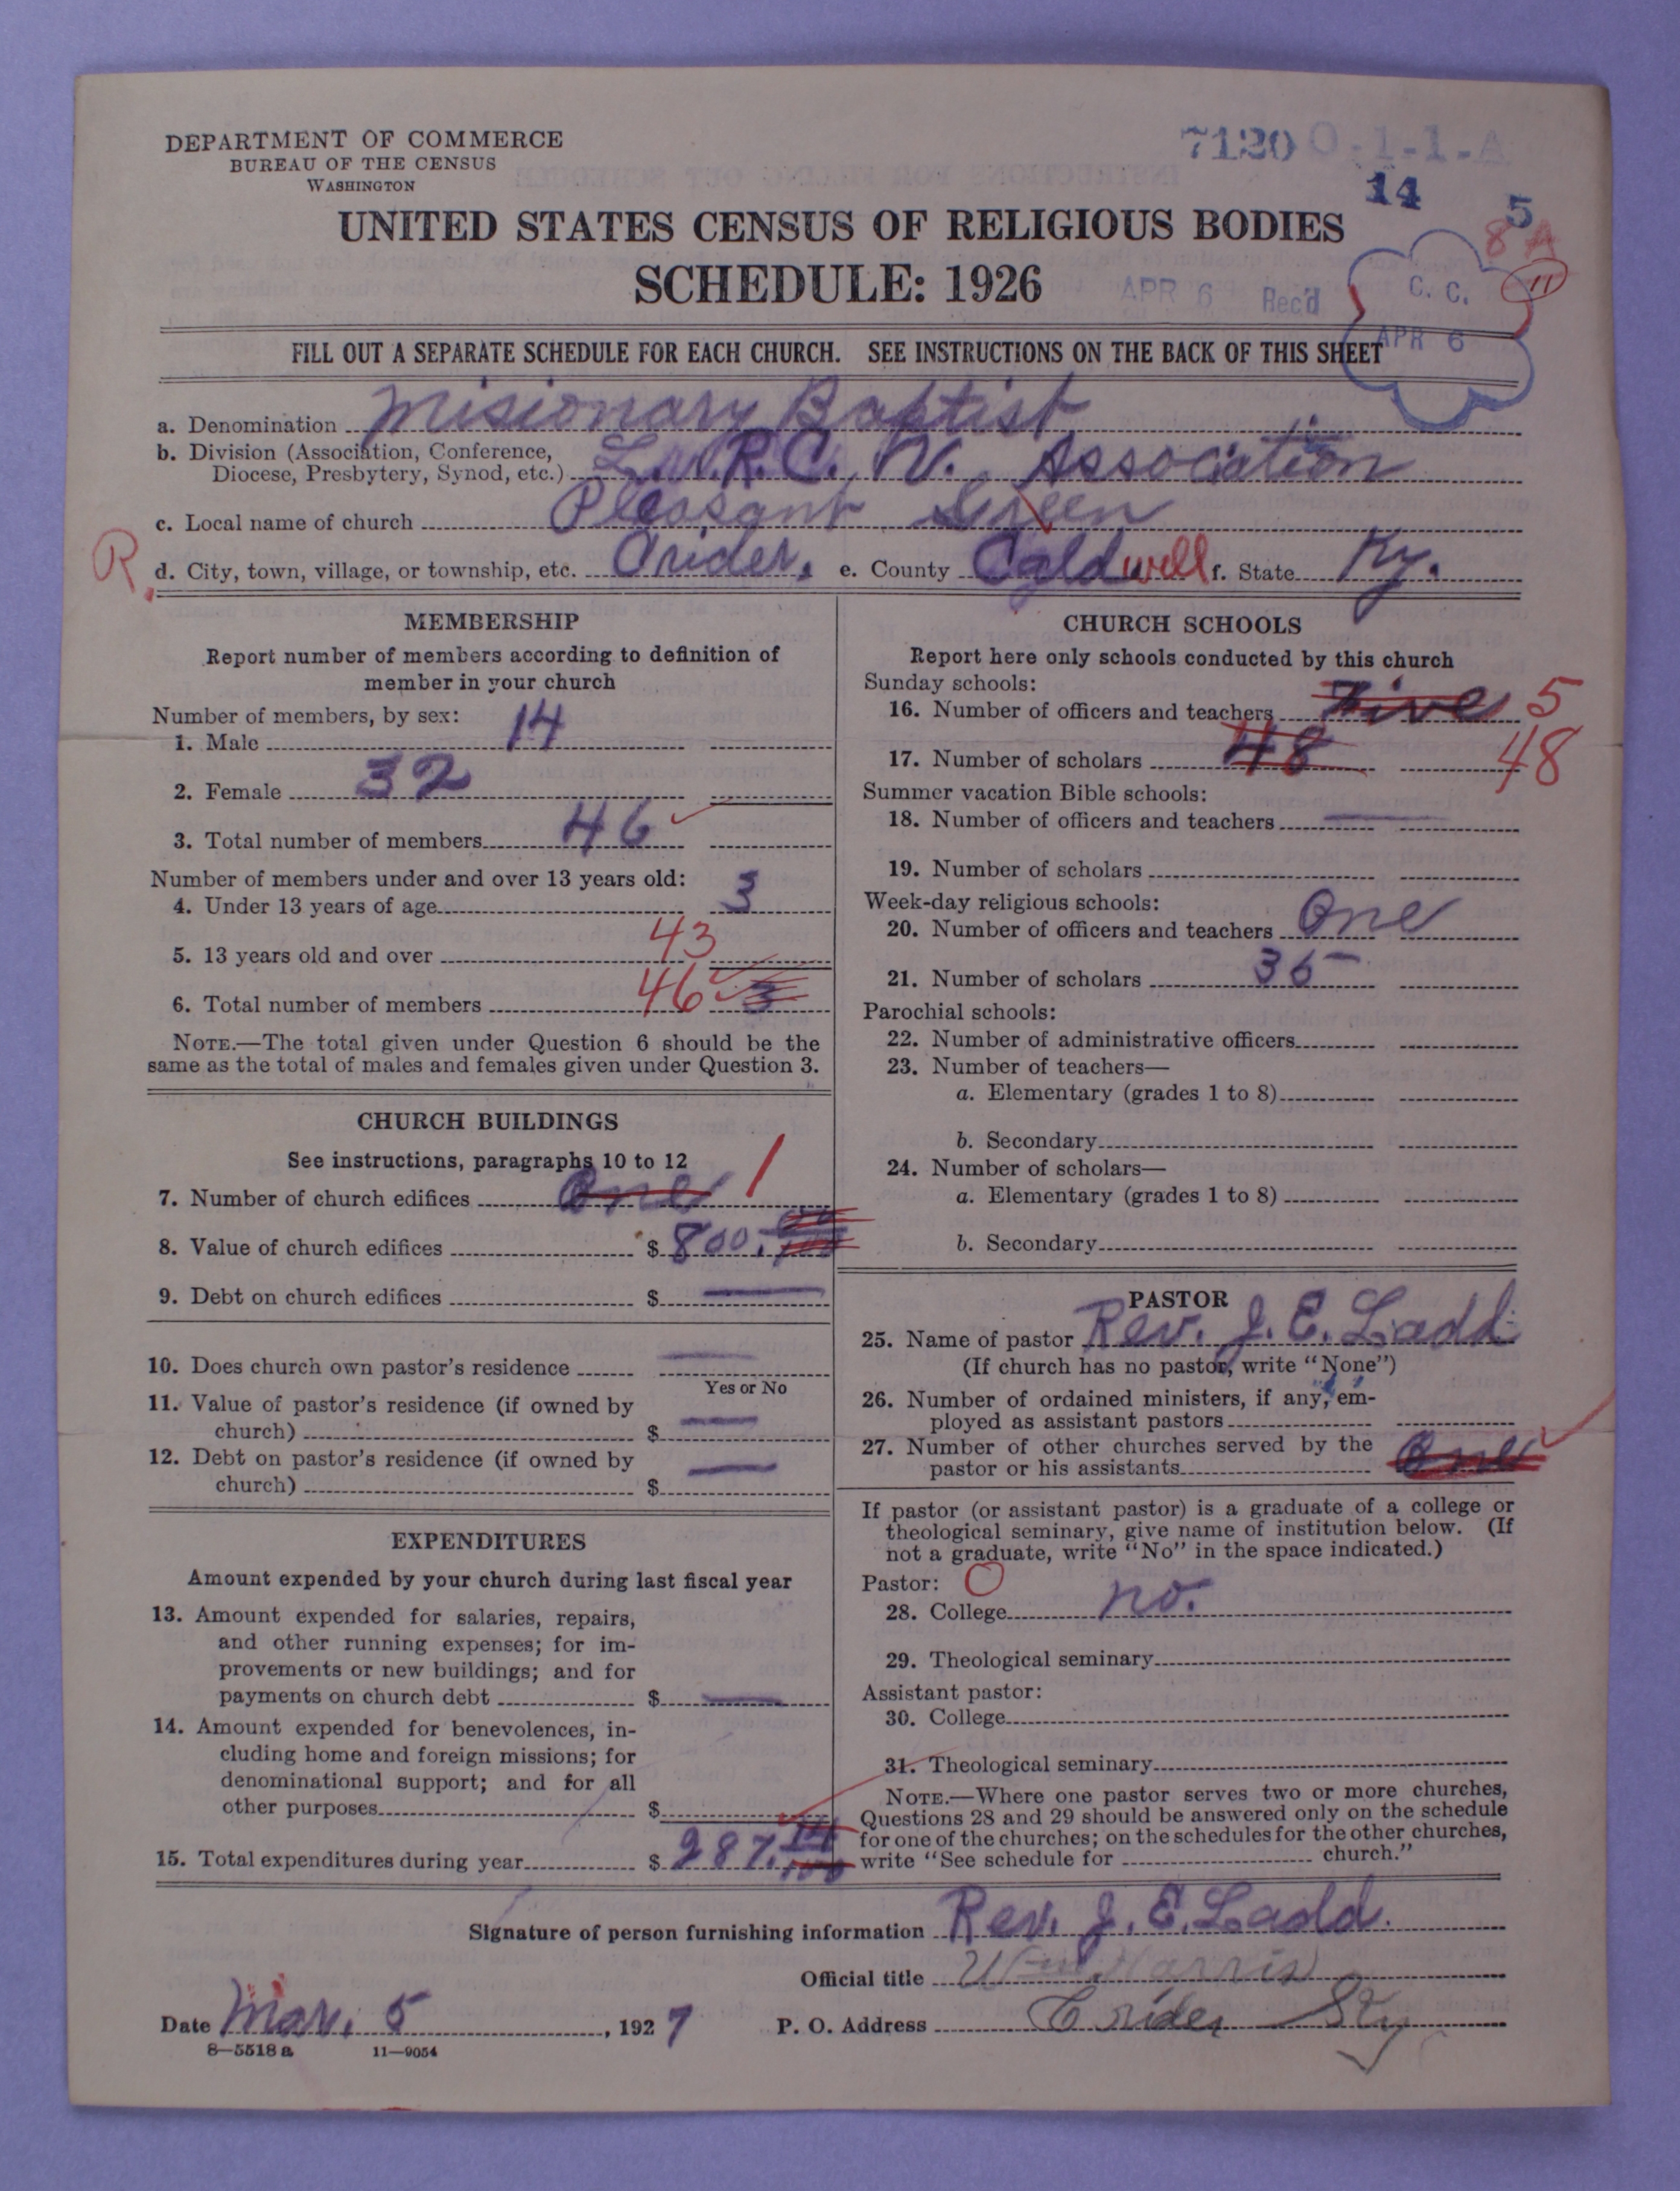 DEPARTMENT OF COMMERCE
BUREAU OF THE CENSUS
WASHINGTON
7120 O-1-1-A
14 5
8 A
UNITED STATES CENSUS OF RELIGIOUS BODIES
SCHEDULE: 1926
APR 6 Rec'd
C. C.
11
APR 6
FILL OUT A SEPARATE SCHEDULE FOR EACH CHURCH. SEE INSTRUCTIONS ON THE BACK OF THIS SHEET
a. Denomination Misionary Baptist
b. Division (Association, Conference,
Diocese, Presbytery, Synod, etc.) R. C. V. Association
c. Local name of church Pleasant Green
R
d. City, town, village, or township, etc. Crider. e. County Caldwell f. State Ky.
MEMBERSHIP
Report number of members according to definition of
member in your church
Number of members, by sex:
1. Male 14
2. Female 32
3. Total number of members 46
Number of members under and over 13 years old:
4. Under 13 years of age 3
5. 13 years old and over 43
6. Total number of members 46 3
NOTE.—The total given under Question 6 should be the
same as the total of males and females given under Question 3.
CHURCH BUILDINGS
See instructions, paragraphs 10 to 12
7. Number of church edifices One 1
8. Value of church edifices $ 800.00/100
9. Debt on church edifices $ —
10. Does church own pastor's residence —
Yes or No
11. Value of pastor's residence (if owned by
church) $ —
12. Debt on pastor's residence (if owned by
church) $ —
EXPENDITURES
Amount expended by your church during last fiscal year
13. Amount expended for salaries, repairs,
and other running expenses; for im-
provements or new buildings; and for
payments on church debt $ —
14. Amount expended for benevolences, in-
cluding home and foreign missions; for
denominational support; and for all
other purposes $
15. Total expenditures during year $ 287.14/100
CHURCH SCHOOLS
Report here only schools conducted by this church
Sunday schools:
16. Number of officers and teachers Five 5
17. Number of scholars 48 48
Summer vacation Bible schools:
18. Number of officers and teachers —
19. Number of scholars
Week-day religious schools:
20. Number of officers and teachers One
21. Number of scholars 35
Parochial schools:
22. Number of administrative officers
23. Number of teachers—
a. Elementary (grades 1 to 8)
b. Secondary
24. Number of scholars—
a. Elementary (grades 1 to 8)
b. Secondary
PASTOR
25. Name of pastor Rev. J. E. Ladd
(If church has no pastor, write "None")
26. Number of ordained ministers, if any, em-
ployed as assistant pastors
27. Number of other churches served by the
pastor or his assistants One
If pastor (or assistant pastor) is a graduate of a college or
theological seminary, give name of institution below. (If
not a graduate, write "No" in the space indicated.)
Pastor: O
28. College no.
29. Theological seminary
Assistant pastor:
30. College
31. Theological seminary
NOTE.—Where one pastor serves two or more churches,
Questions 28 and 29 should be answered only on the schedule
for one of the churches; on the schedules for the other churches,
write "See schedule for church."
Signature of person furnishing information Rev. J. E. Ladd.
Official title Wm Harris
Date Mar. 5, 1927 P. O. Address Crider Ky
8—5518 a 11—9054